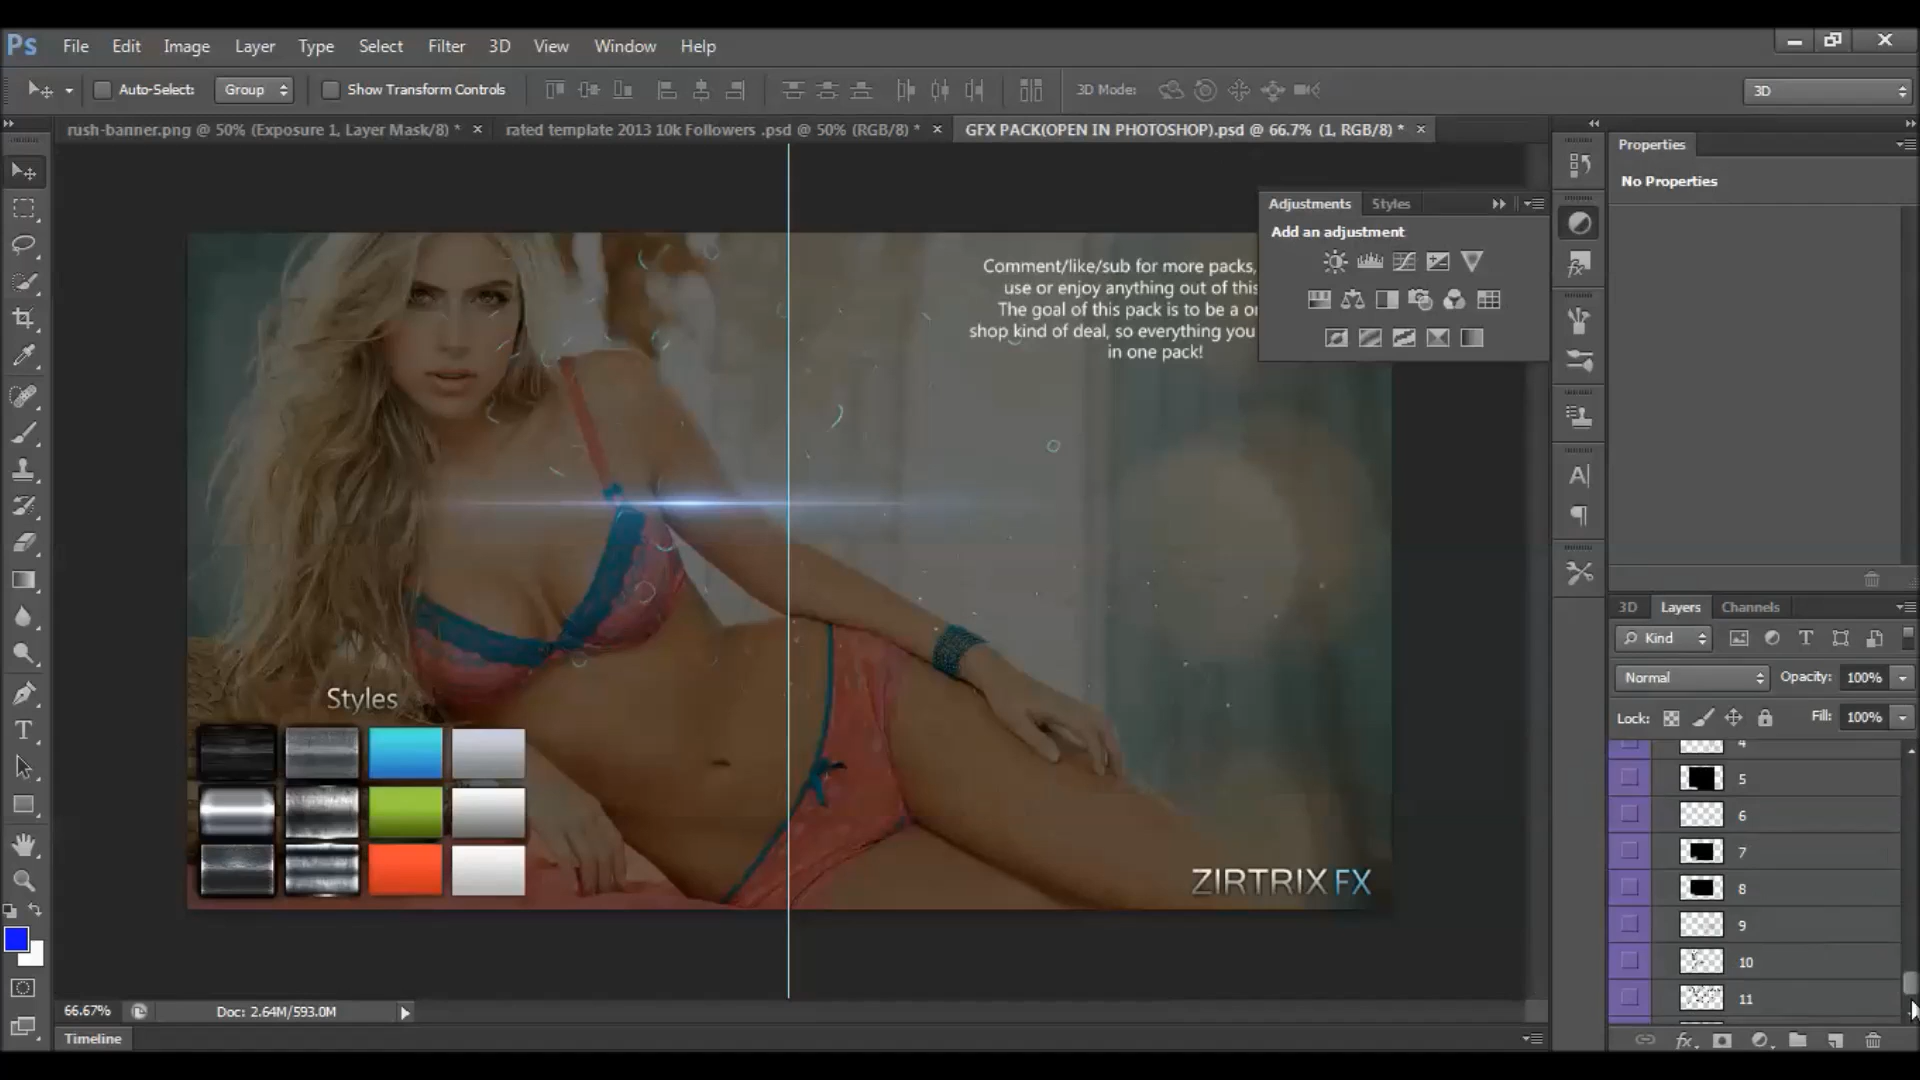 Ps File Edit Image Layer Type Select Filter 3D View Window Help
Auto-Select: Group Show Transform Controls 3D Mode: 3D
rush-banner.png @ 50% (Exposure 1, Layer Mask/8) * rated template 2013 10k Followers .psd @ 50% (RGB/8) * GFX PACK(OPEN IN PHOTOSHOP).psd @ 66.7% (1, RGB/8) *
Properties
No Properties
Adjustments Styles
Add an adjustment
Comment/like/sub for more packs,
use or enjoy anything out of this
The goal of this pack is to be a
shop kind of deal, so everything you
in one pack!
Styles
ZIRTRIX FX
3D Layers Channels
Kind
Normal Opacity: 100%
Lock: Fill: 100%
4
5
6
7
8
9
10
11
66.67% Doc: 2.64M/593.0M
Timeline